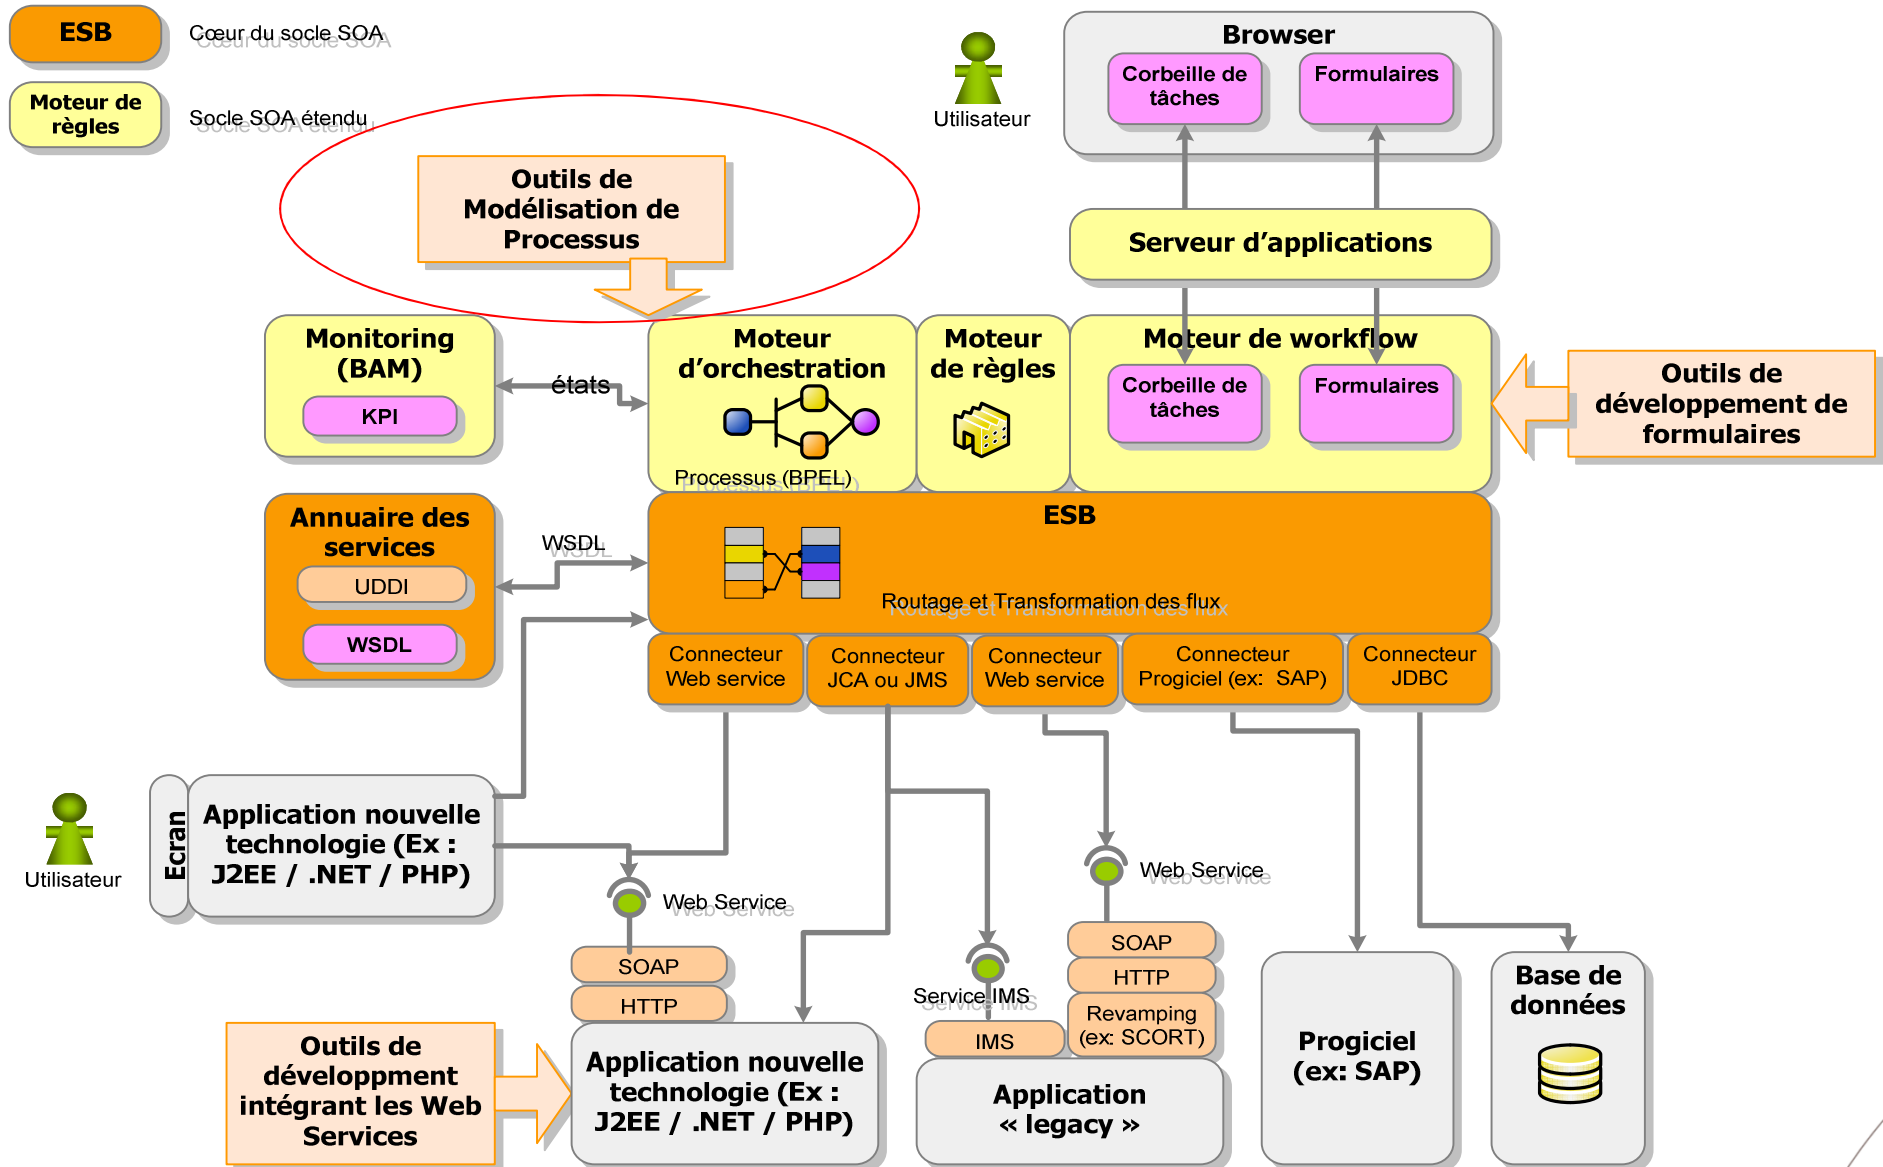 ESB
Cœur du socle SOA
Moteur de
règles
Socle SOA étendu
Utilisateur
Browser
Corbeille de
tâches
Formulaires
Outils de
Modélisation de
Processus
Serveur d'applications
Monitoring
(BAM)
KPI
états
Moteur
d'orchestration
Processus (BPEL)
Moteur
de règles
Moteur de workflow
Corbeille de
tâches
Formulaires
Outils de
développement de
formulaires
Annuaire des
services
UDDI
WSDL
WSDL
ESB
Routage et Transformation des flux
Connecteur
Web service
Connecteur
JCA ou JMS
Connecteur
Web service
Connecteur
Progiciel (ex: SAP)
Connecteur
JDBC
Utilisateur
Ecran
Application nouvelle
technologie (Ex :
J2EE / .NET / PHP)
Web Service
SOAP
HTTP
Service IMS
IMS
Web Service
SOAP
HTTP
Revamping
(ex: SCORT)
Outils de
développment
intégrant les Web
Services
Application nouvelle
technologie (Ex :
J2EE / .NET / PHP)
Application
« legacy »
Progiciel
(ex: SAP)
Base de
données